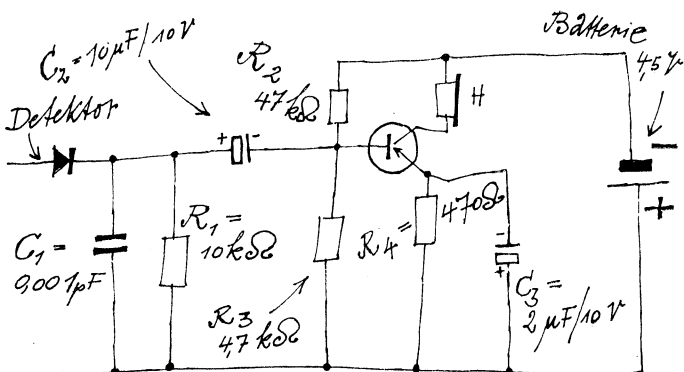 C2 = 10µF/10V
Detektor
R2
47kΩ
H
Batterie
4,5V
C1 =
0,001µF
R1 =
10kΩ
R3
4,7kΩ
R4 =
470Ω
C3 =
2µF/10V
+
-
-
+
-
+